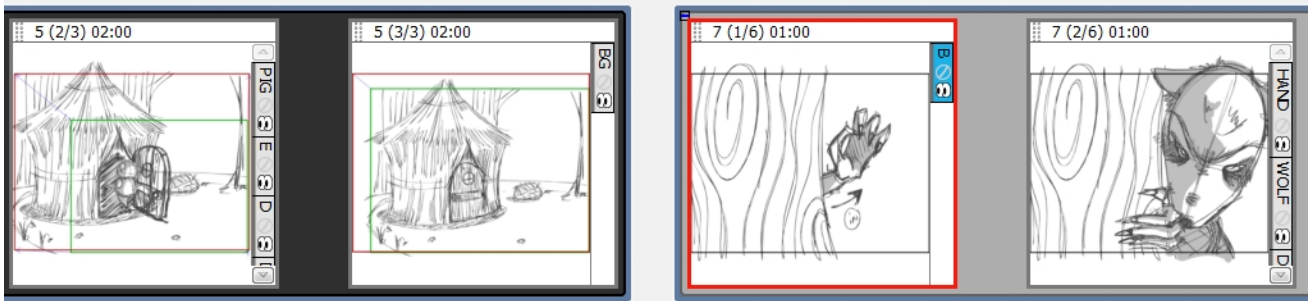 5 (2/3) 02:00
PIG
E
D
5 (3/3) 02:00
BG
7 (1/6) 01:00
B
7 (2/6) 01:00
HAND
WOLF
D